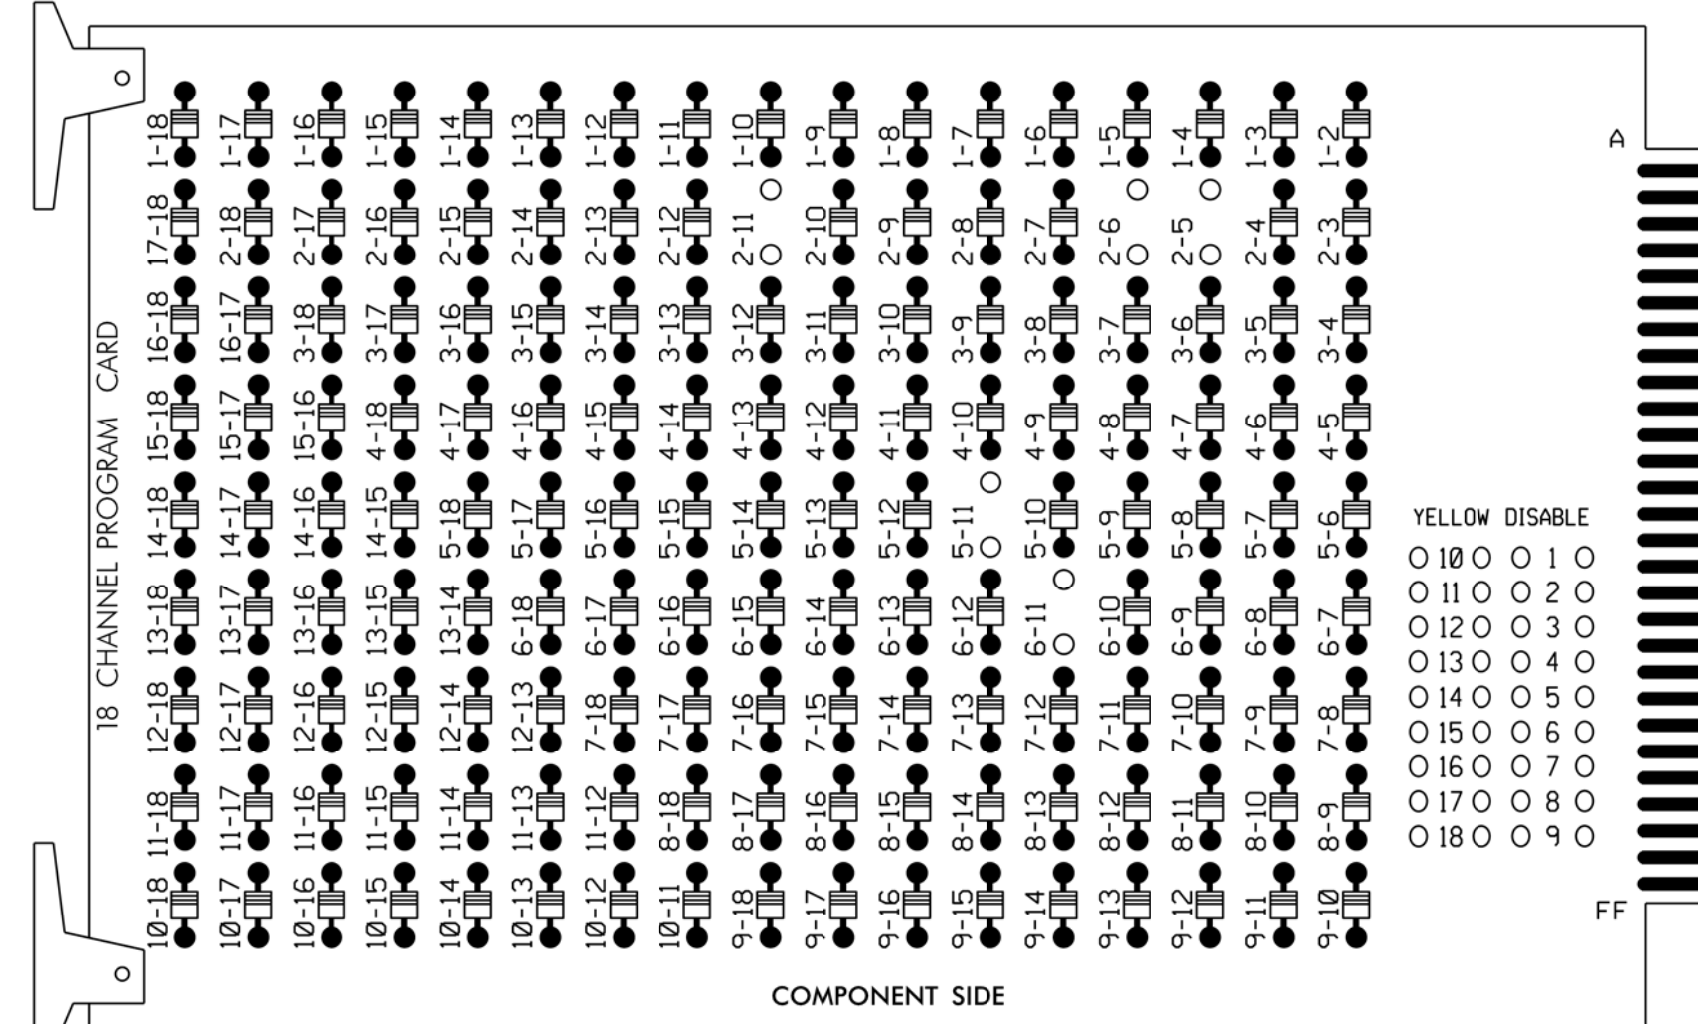 1-18 1-17 1-16 1-15 1-14 1-13 1-12 1-11 1-10 1-9 1-8 1-7 1-6 1-5 1-4 1-3 1-2
A
17-18 2-18 2-17 2-16 2-15 2-14 2-13 2-12 2-11 2-10 2-9 2-8 2-7 2-6 2-5 2-4 2-3
16-18 16-17 3-18 3-17 3-16 3-15 3-14 3-13 3-12 3-11 3-10 3-9 3-8 3-7 3-6 3-5 3-4
15-18 15-17 15-16 4-18 4-17 4-16 4-15 4-14 4-13 4-12 4-11 4-10 4-9 4-8 4-7 4-6 4-5
14-18 14-17 14-16 14-15 5-18 5-17 5-16 5-15 5-14 5-13 5-12 5-11 5-10 5-9 5-8 5-7 5-6
13-18 13-17 13-16 13-15 13-14 6-18 6-17 6-16 6-15 6-14 6-13 6-12 6-11 6-10 6-9 6-8 6-7
12-18 12-17 12-16 12-15 12-14 12-13 7-18 7-17 7-16 7-15 7-14 7-13 7-12 7-11 7-10 7-9 7-8
11-18 11-17 11-16 11-15 11-14 11-13 11-12 8-18 8-17 8-16 8-15 8-14 8-13 8-12 8-11 8-10 8-9
10-18 10-17 10-16 10-15 10-14 10-13 10-12 10-11 9-18 9-17 9-16 9-15 9-14 9-13 9-12 9-11 9-10
18 CHANNEL PROGRAM CARD
YELLOW DISABLE
10 1
11 2
12 3
13 4
14 5
15 6
16 7
17 8
18 9
FF
COMPONENT SIDE